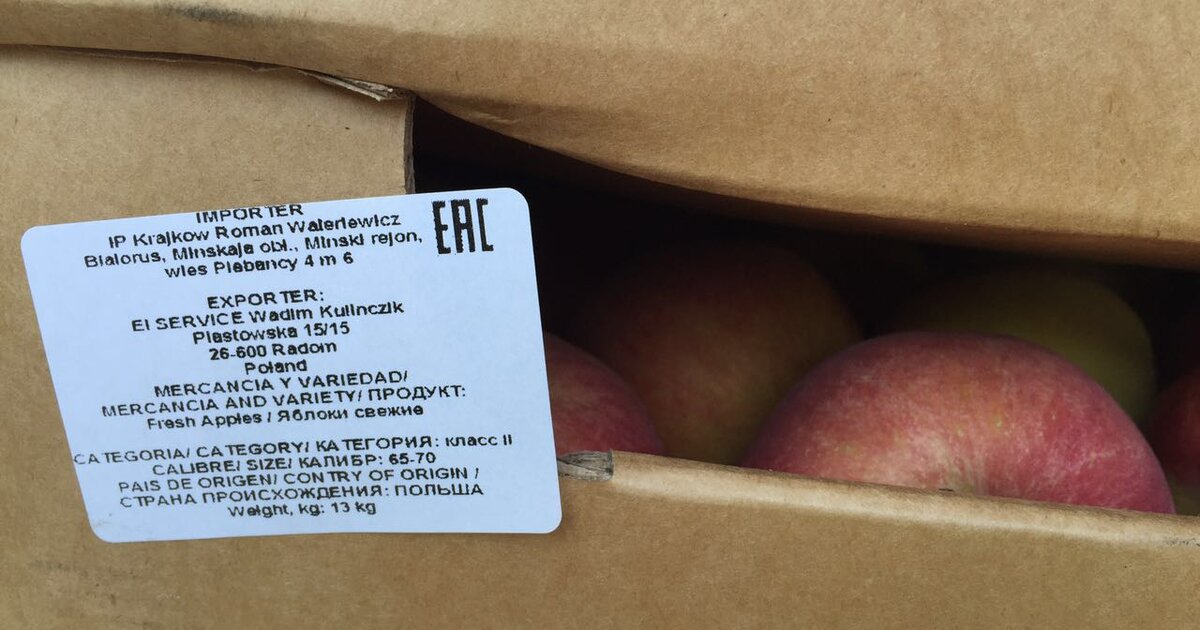 IMPORTER
IP Krajkow Roman Waleriewicz
Bialorus, Minskaja obl., Minski rejon,
wies Plebancy 4 m 6
EAC
EXPORTER:
EI SERVICE Wadim Kulinczik
Piastowska 15/15
26-600 Radom
Poland
MERCANCIA Y VARIEDAD/
MERCANCIA AND VARIETY/ ПРОДУКТ:
Fresh Apples / Яблоки свежие
CATEGORIA/ CATEGORY/ КАТЕГОРИЯ: класс II
CALIBRE/ SIZE/ КАЛИБР: 65-70
PAIS DE ORIGEN/ CONTRY OF ORIGIN /
СТРАНА ПРОИСХОЖДЕНИЯ: ПОЛЬША
Weight, kg: 13 kg